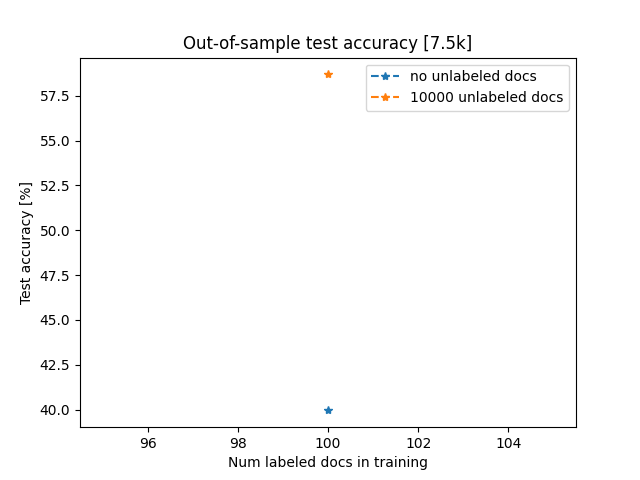 Out-of-sample test accuracy [7.5k]
no unlabeled docs
10000 unlabeled docs
57.5
55.0
52.5
50.0
47.5
45.0
42.5
40.0
Test accuracy [%]
96 98 100 102 104
Num labeled docs in training